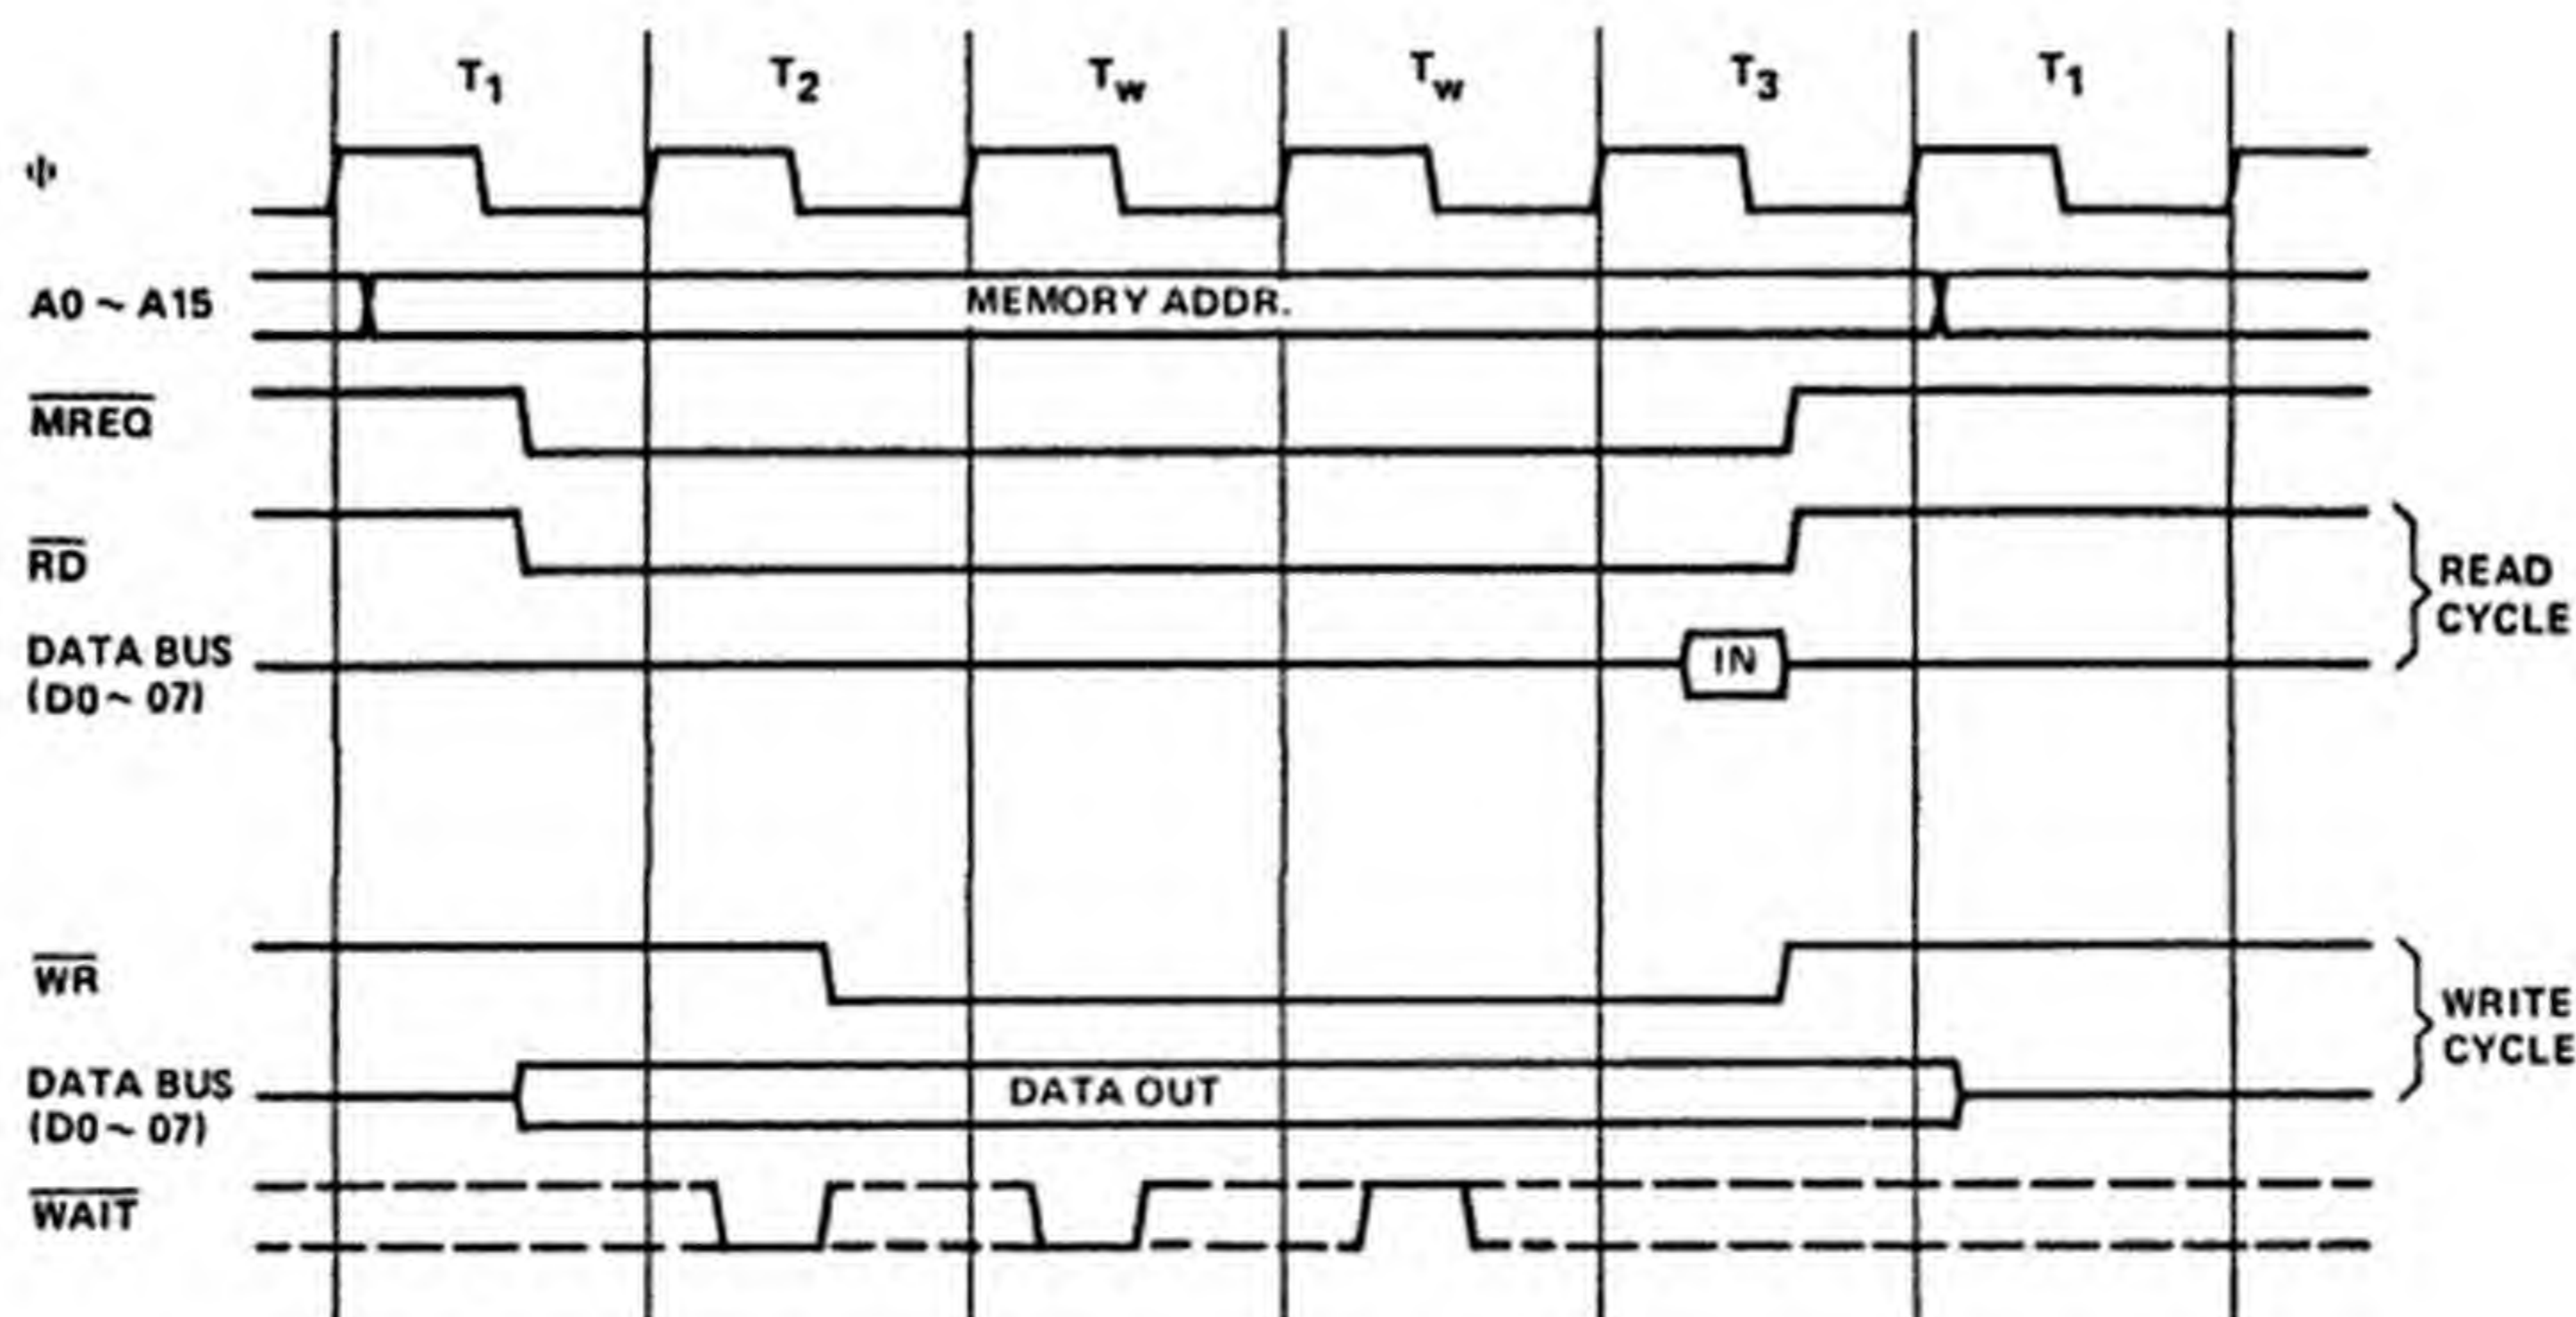 T1 T2 Tw Tw T3 T1
Φ
A0 ~ A15
MEMORY ADDR.
MREQ
RD
READ
CYCLE
DATA BUS
(D0 ~ 07)
IN
WR
WRITE
CYCLE
DATA BUS
(D0 ~ 07)
DATA OUT
WAIT